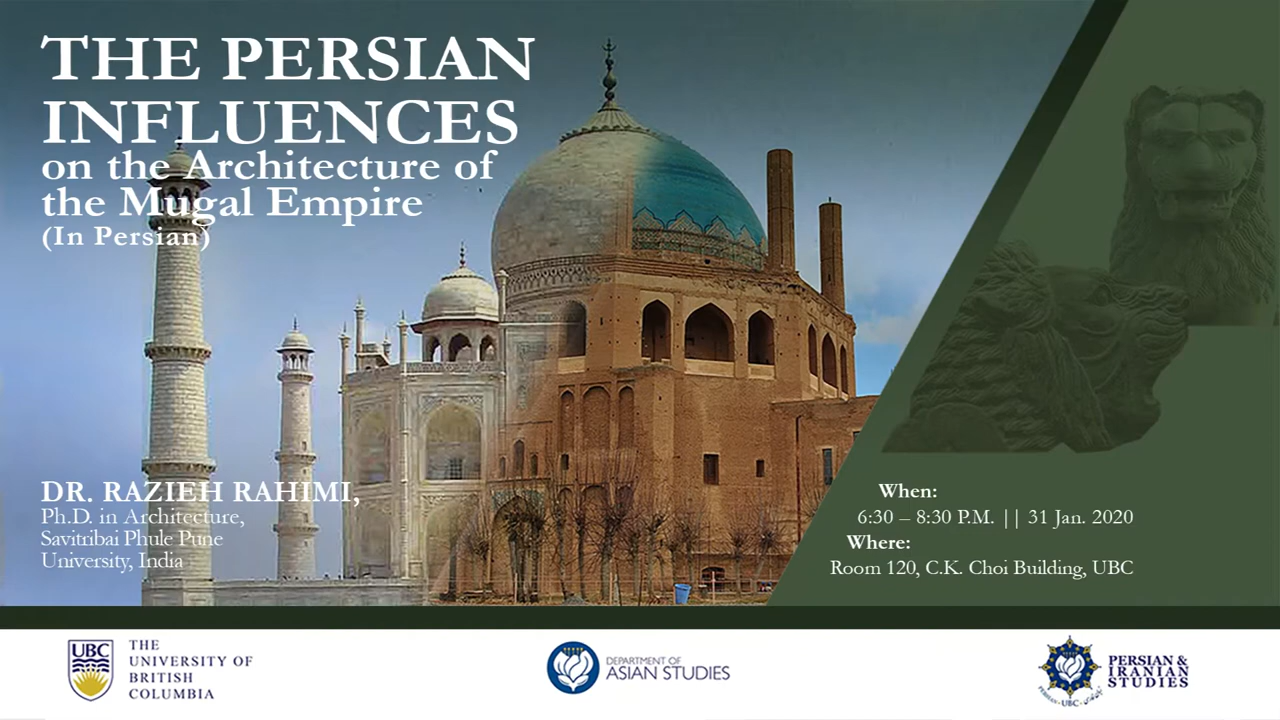 THE PERSIAN
INFLUENCES
on the Architecture of
the Mugal Empire
(In Persian)
DR. RAZIEH RAHIMI,
Ph.D. in Architecture,
Savitribai Phule Pune
University, India
When:
6:30 – 8:30 P.M. || 31 Jan. 2020
Where:
Room 120, C.K. Choi Building, UBC
UBC
THE
UNIVERSITY OF
BRITISH
COLUMBIA
DEPARTMENT OF
ASIAN STUDIES
PERSIAN & 
IRANIAN
STUDIES